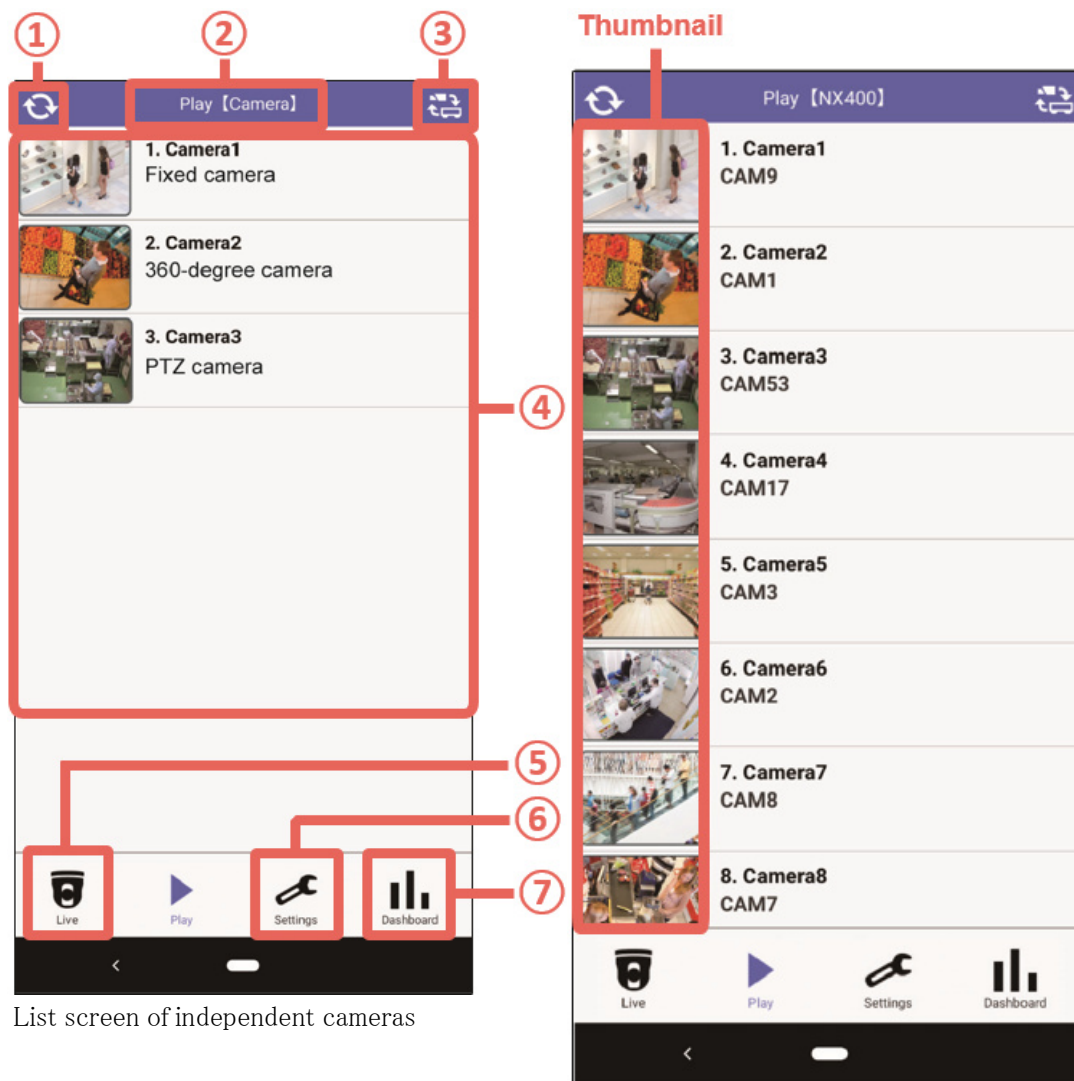 ① ② ③
Play【Camera】
1. Camera1
Fixed camera
2. Camera2
360-degree camera
3. Camera3
PTZ camera
④
⑤
⑥
⑦
Live
Play
Settings
Dashboard
List screen of independent cameras
Thumbnail
Play【NX400】
1. Camera1
CAM9
2. Camera2
CAM1
3. Camera3
CAM53
4. Camera4
CAM17
5. Camera5
CAM3
6. Camera6
CAM2
7. Camera7
CAM8
8. Camera8
CAM7
Live
Play
Settings
Dashboard